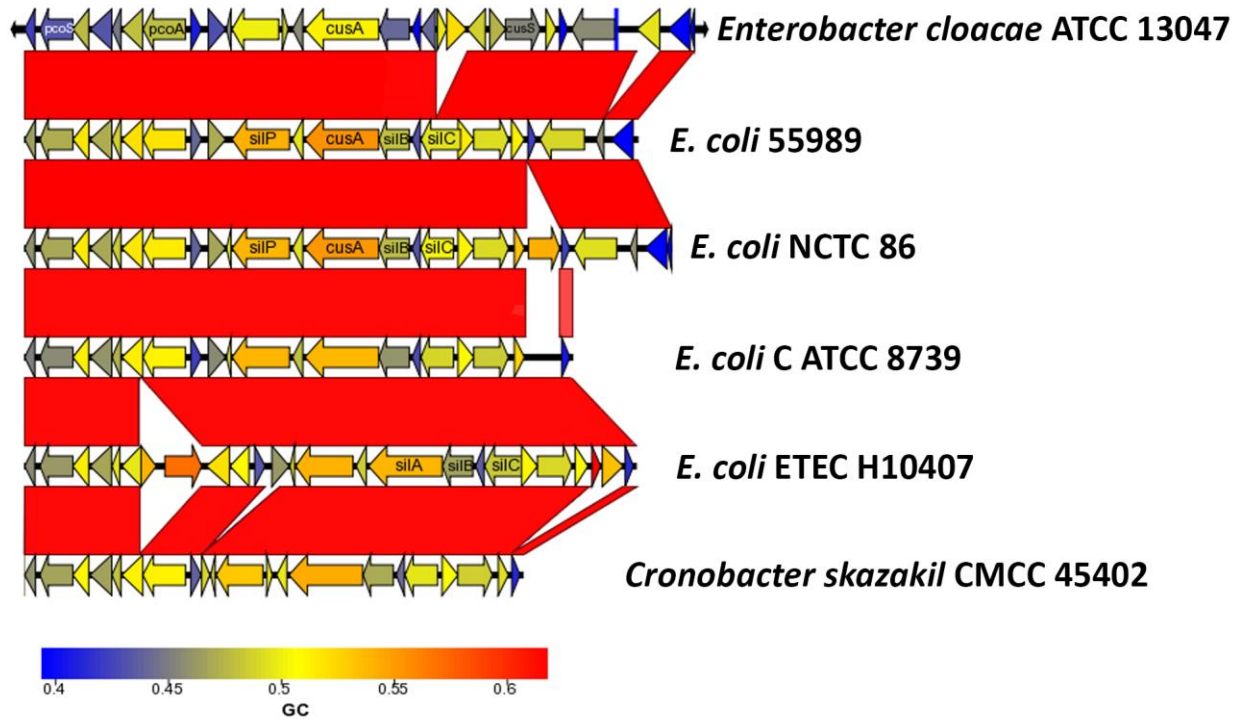 pcoS pcoA cusA cusS Enterobacter cloacae ATCC 13047
silP cusA silB silC E. coli 55989
silP cusA silB silC E. coli NCTC 86
E. coli C ATCC 8739
silA silB silC E. coli ETEC H10407
Cronobacter skazakil CMCC 45402
0.4 0.45 0.5 0.55 0.6
GC